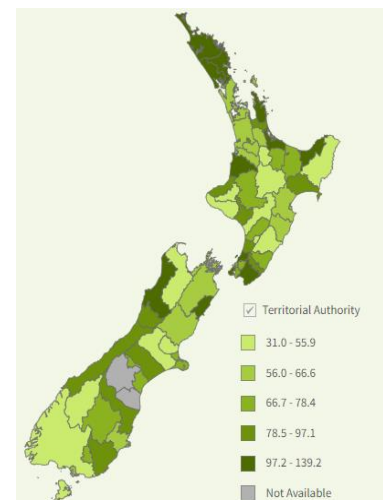 ✓ Territorial Authority
31.0 - 55.9
56.0 - 66.6
66.7 - 78.4
78.5 - 97.1
97.2 - 139.2
Not Available